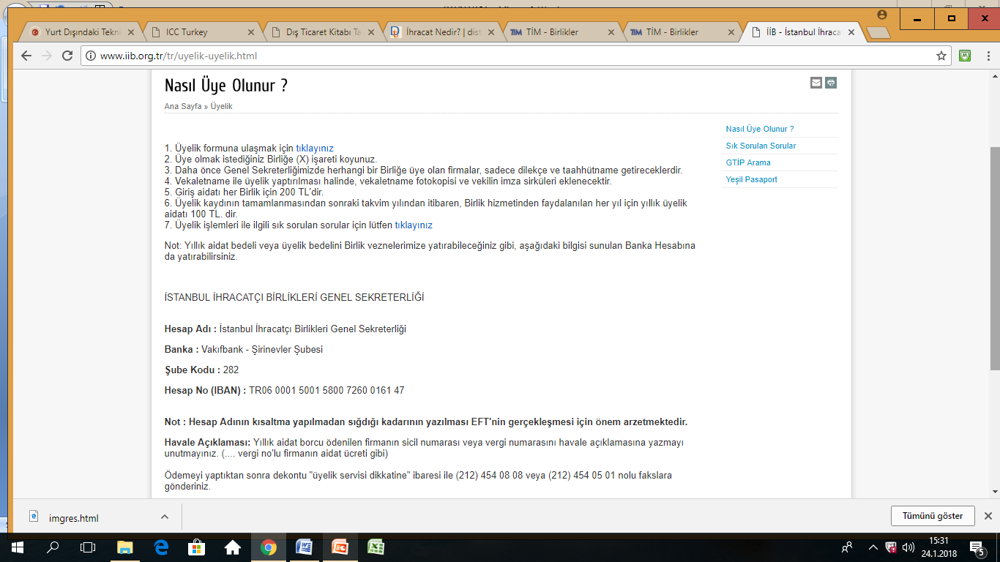 Yurt Dışındaki Tekni
ICC Turkey
Dış Ticaret Kitabı Ta
İhracat Nedir? | dist
TİM - Birlikler
TİM - Birlikler
İİB - İstanbul İhraca
www.iib.org.tr/tr/uyelik-uyelik.html
Nasıl Üye Olunur ?
Ana Sayfa » Üyelik
Nasıl Üye Olunur ?
Sık Sorulan Sorular
GTİP Arama
Yeşil Pasaport
1. Üyelik formuna ulaşmak için tıklayınız
2. Üye olmak istediğiniz Birliğe (X) işareti koyunuz.
3. Daha önce Genel Sekreterliğimizde herhangi bir Birliğe üye olan firmalar, sadece dilekçe ve taahhütname getireceklerdir.
4. Vekaletname ile üyelik yaptırılması halinde, vekaletname fotokopisi ve vekilin imza sirküleri eklenecektir.
5. Giriş aidatı her Birlik için 200 TL'dir.
6. Üyelik kaydının tamamlanmasından sonraki takvim yılından itibaren, Birlik hizmetinden faydalanılan her yıl için yıllık üyelik
aidatı 100 TL. dir.
7. Üyelik işlemleri ile ilgili sık sorulan sorular için lütfen tıklayınız
Not: Yıllık aidat bedeli veya üyelik bedelini Birlik veznelerimize yatırabileceğiniz gibi, aşağıdaki bilgisi sunulan Banka Hesabına
da yatırabilirsiniz.
İSTANBUL İHRACATÇI BİRLİKLERİ GENEL SEKRETERLİĞİ
Hesap Adı : İstanbul İhracatçı Birlikleri Genel Sekreterliği
Banka : Vakıfbank - Şirinevler Şubesi
Şube Kodu : 282
Hesap No (IBAN) : TR06 0001 5001 5800 7260 0161 47
Not : Hesap Adının kısaltma yapılmadan sığdığı kadarının yazılması EFT'nin gerçekleşmesi için önem arzetmektedir.
Havale Açıklaması: Yıllık aidat borcu ödenilen firmanın sicil numarası veya vergi numarasını havale açıklamasına yazmayı
unutmayınız. (.... vergi no'lu firmanın aidat ücreti gibi)
Ödemeyi yaptıktan sonra dekontu "üyelik servisi dikkatine" ibaresi ile (212) 454 08 08 veya (212) 454 05 01 nolu fakslara
gönderiniz.
imgres.html
Tümünü göster
15:31
24.1.2018
5